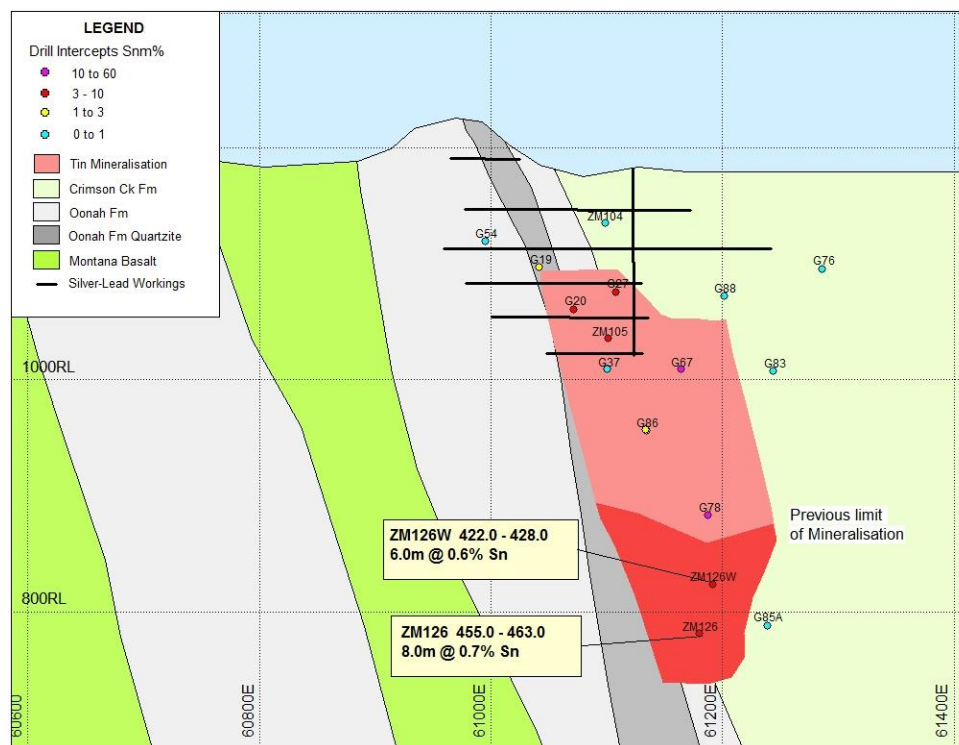 LEGEND
Drill Intercepts Snm%
10 to 60
3 - 10
1 to 3
0 to 1
Tin Mineralisation
Crimson Ck Fm
Oonah Fm
Oonah Fm Quartzite
Montana Basalt
Silver-Lead Workings
ZM104
G54
G19
G76
G27
G88
G20
ZM105
G37
G67
G83
1000RL
G86
G78
Previous limit
of Mineralisation
ZM126W 422.0 - 428.0
6.0m @ 0.6% Sn
ZM126W
800RL
G85A
ZM126 455.0 - 463.0
8.0m @ 0.7% Sn
ZM126
60600
60800E
61000E
61200E
61400E